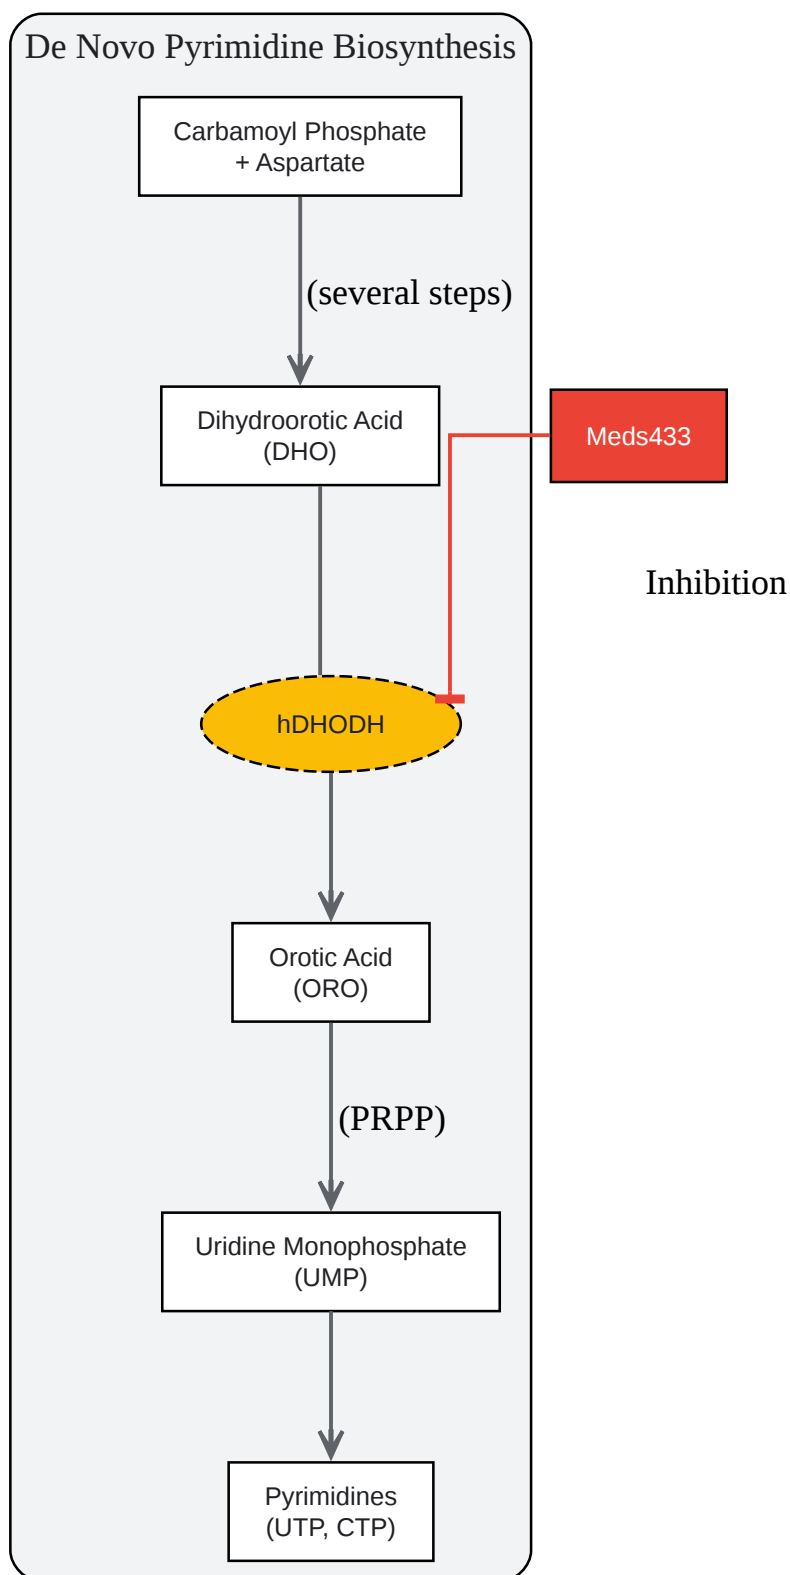 De Novo Pyrimidine Biosynthesis
Carbamoyl Phosphate
+ Aspartate
(several steps)
Dihydroorotic Acid
(DHO)
Meds433
Inhibition
hDHODH
Orotic Acid
(ORO)
(PRPP)
Uridine Monophosphate
(UMP)
Pyrimidines
(UTP, CTP)